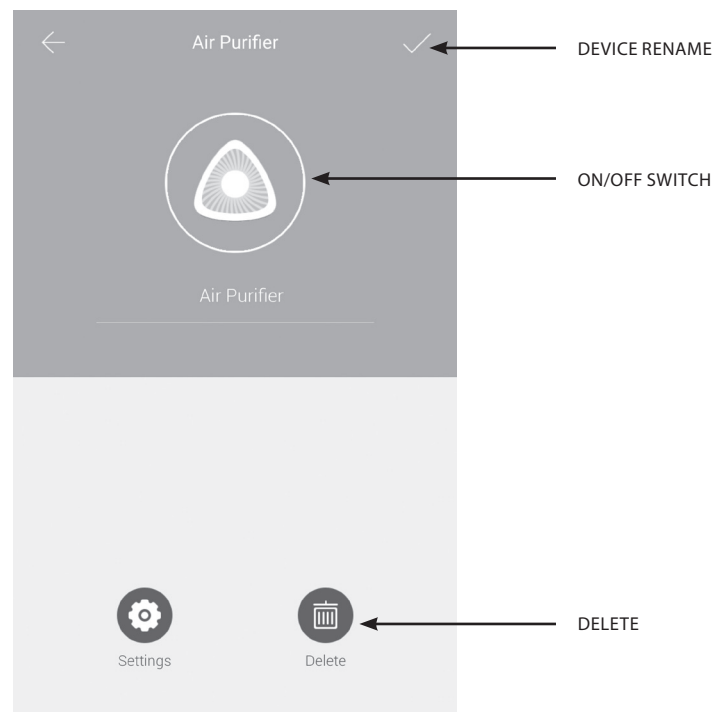 Air Purifier
DEVICE RENAME
ON/OFF SWITCH
Air Purifier
Settings
Delete
DELETE